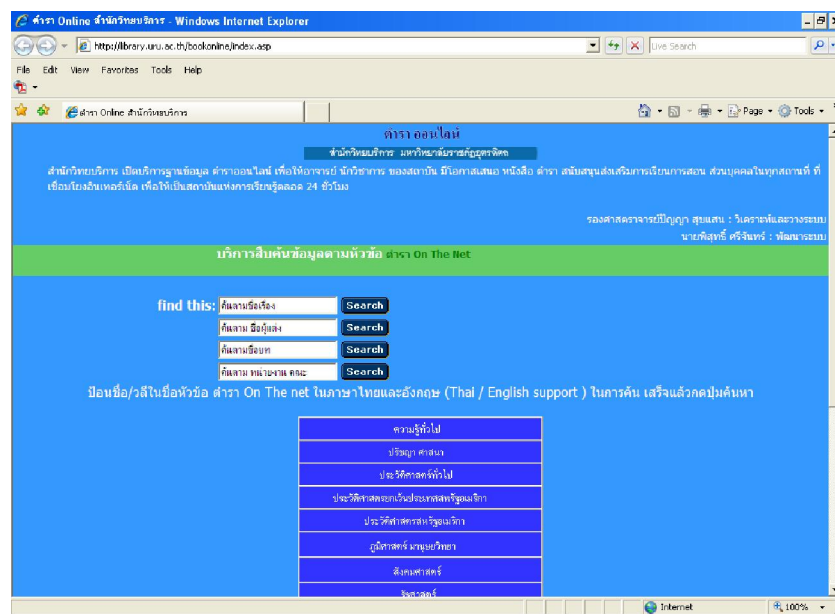 ตำรา Online สำนักวิทยบริการ - Windows Internet Explorer
http://library.uru.ac.th/bookonline/index.asp
Live Search
File Edit View Favorites Tools Help
ตำรา Online สำนักวิทยบริการ
Page Tools
ตำรา ออนไลน์
สำนักวิทยบริการ มหาวิทยาลัยราชภัฏอุตรดิตถ์
สำนักวิทยบริการ เปิดบริการฐานข้อมูล ตำราออนไลน์ เพื่อให้อาจารย์ นักวิชาการ ของสถาบัน มีโอกาสเสนอ หนังสือ ตำรา สนับสนุนส่งเสริมการเรียนการสอน ส่วนบุคคลในทุกสถานที่ ที่
เชื่อมโยงอินเทอร์เน็ต เพื่อให้เป็นสถาบันแห่งการเรียนรู้ตลอด 24 ชั่วโมง
รองศาสตราจารย์ปัญญา สุขแสน : วิเคราะห์และวางระบบ
นายพิสุทธิ์ ศรีจันทร์ : พัฒนาระบบ
บริการสืบค้นข้อมูลตามหัวข้อ ตำรา On The Net
find this: ค้นตามชื่อเรื่อง Search
ค้นตาม ชื่อผู้แต่ง Search
ค้นตามชื่อบท Search
ค้นตาม หน่วยงาน คณะ Search
ป้อนชื่อ/วลีในชื่อหัวข้อ ตำรา On The net ในภาษาไทยและอังกฤษ (Thai / English support ) ในการค้น เสร็จแล้วกดปุ่มค้นหา
ความรู้ทั่วไป
ปรัชญา ศาสนา
ประวัติศาสตร์ทั่วไป
ประวัติศาสตรยกเว้นประเทศสหรัฐอเมริกา
ประวัติศาสตรสหรัฐอเมริกา
ภูมิศาสตร์ มานุษยวิทยา
สังคมศาสตร์
รัฐศาสตร์
Internet 100%